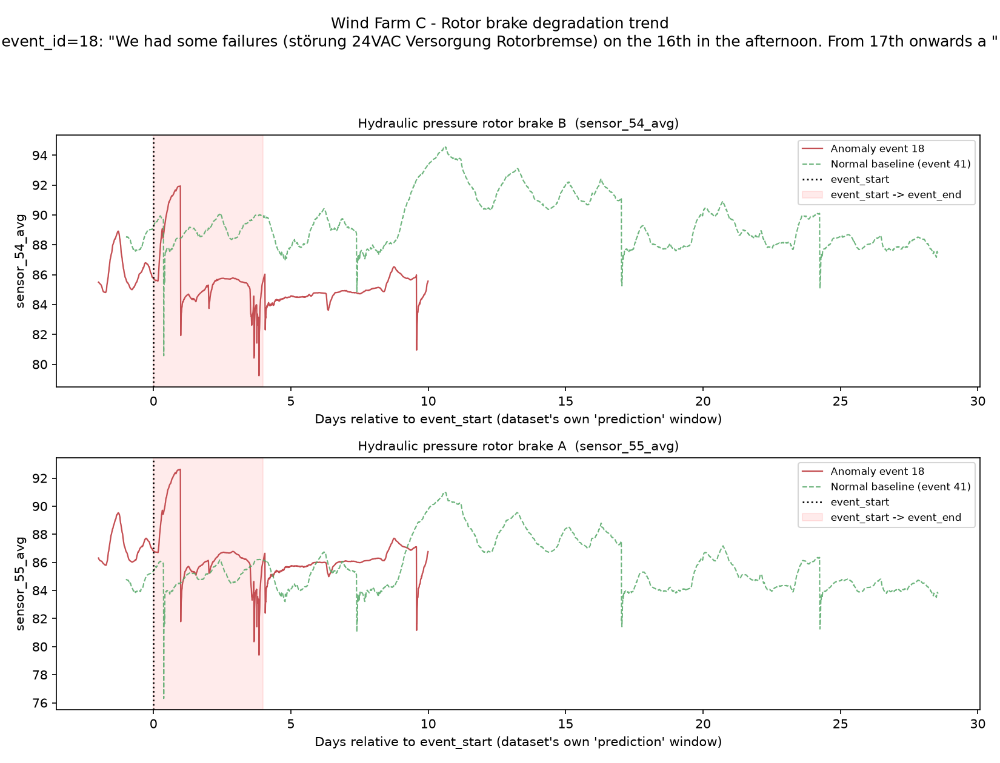 Wind Farm C - Rotor brake degradation trend
event_id=18: "We had some failures (störung 24VAC Versorgung Rotorbremse) on the 16th in the afternoon. From 17th onwards a "
Hydraulic pressure rotor brake B  (sensor_54_avg)
Anomaly event 18
Normal baseline (event 41)
event_start
event_start -> event_end
sensor_54_avg
94
92
90
88
86
84
82
80
0 5 10 15 20 25 30
Days relative to event_start (dataset's own 'prediction' window)
Hydraulic pressure rotor brake A  (sensor_55_avg)
Anomaly event 18
Normal baseline (event 41)
event_start
event_start -> event_end
sensor_55_avg
92
90
88
86
84
82
80
78
76
0 5 10 15 20 25 30
Days relative to event_start (dataset's own 'prediction' window)